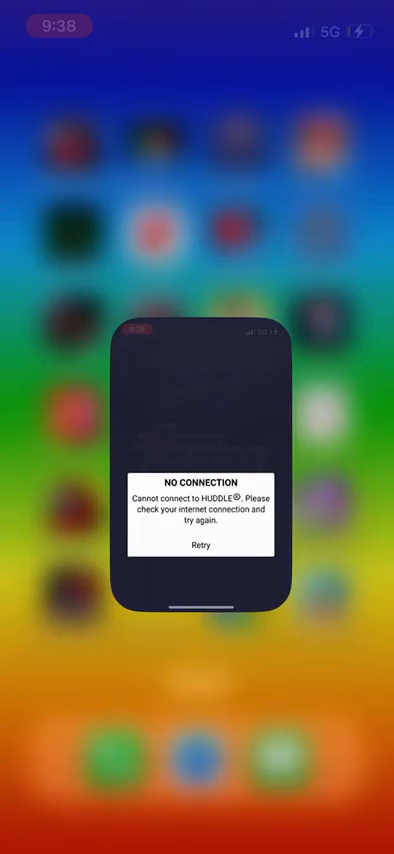 9:38
5G
9:38
5G
NO CONNECTION
Cannot connect to HUDDLE®. Please
check your internet connection and
try again.
Retry